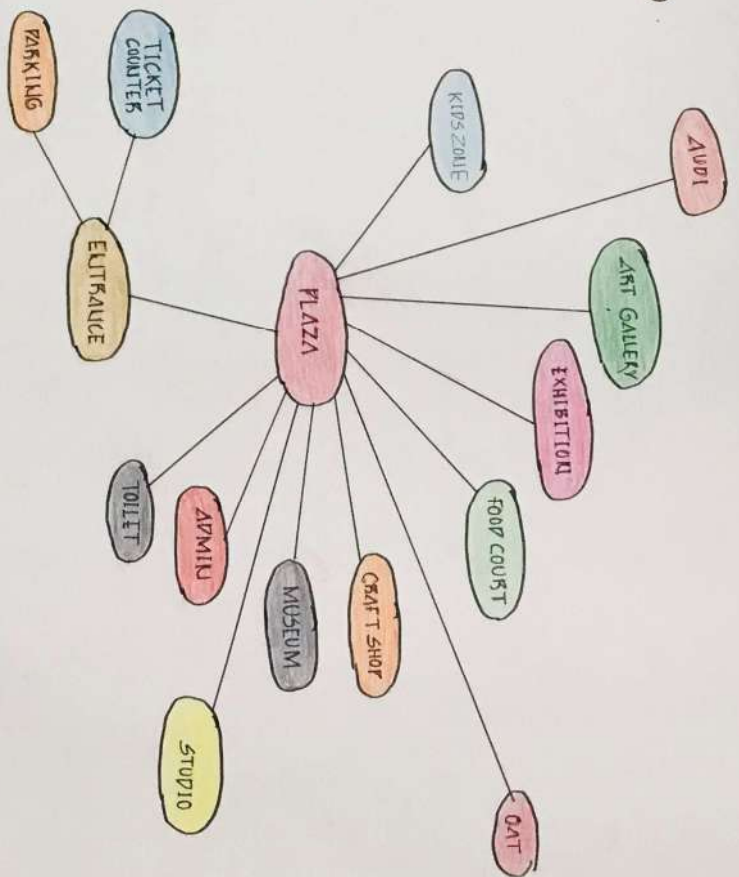 OAT
STUDIO
CRAFT SHOP
MUSEUM
FOOD COURT
ADMIN
TOILET
EXHIBITION
ART GALLERY
PLAZA
ENTRANCE
AUDI
KIDS ZONE
TICKET
COUNTER
PARKING